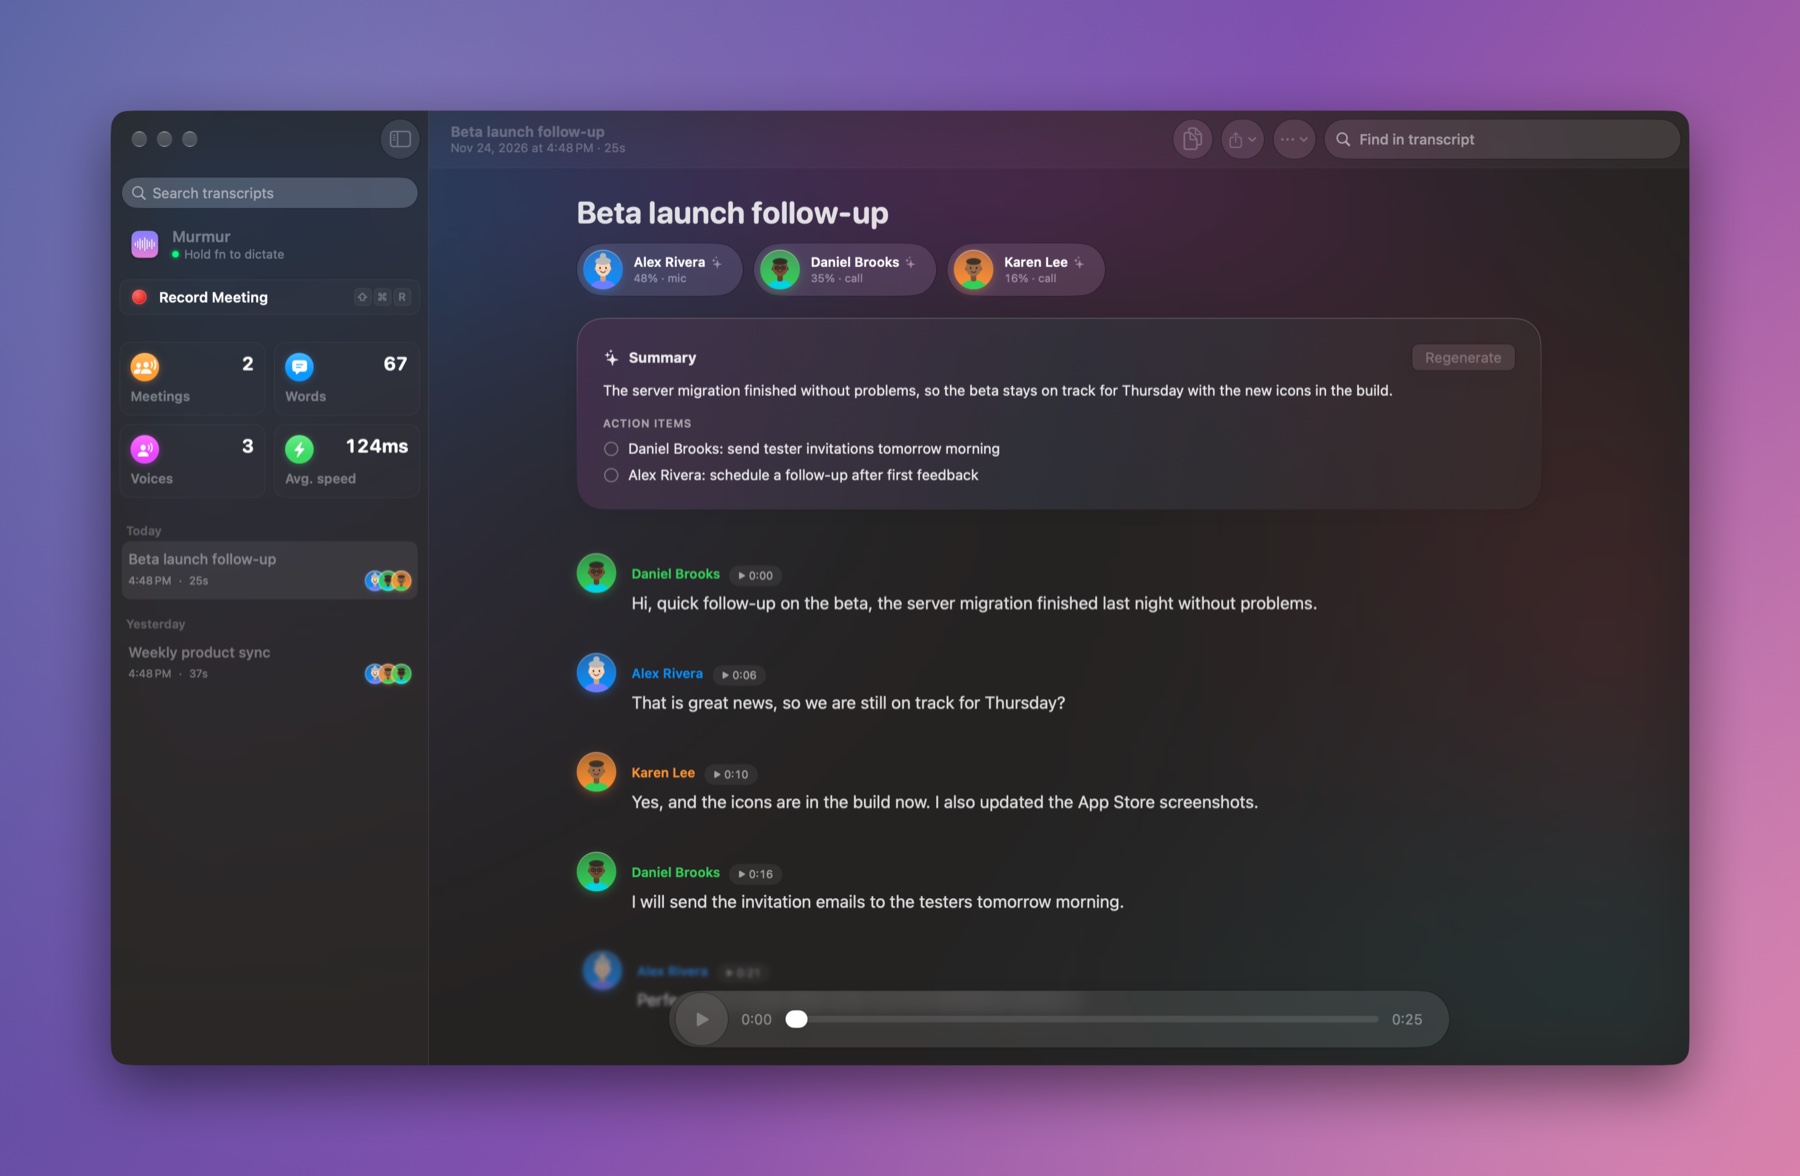 Search transcripts
Murmur
Hold fn to dictate
Record Meeting
⇧ ⌘ R
2
Meetings
67
Words
3
Voices
124ms
Avg. speed
Today
Beta launch follow-up
4:48 PM · 25s
Yesterday
Weekly product sync
4:48 PM · 37s
Beta launch follow-up
Nov 24, 2026 at 4:48 PM · 25s
Find in transcript
Beta launch follow-up
Alex Rivera
48% · mic
Daniel Brooks
35% · call
Karen Lee
16% · call
Summary
Regenerate
The server migration finished without problems, so the beta stays on track for Thursday with the new icons in the build.
ACTION ITEMS
Daniel Brooks: send tester invitations tomorrow morning
Alex Rivera: schedule a follow-up after first feedback
Daniel Brooks 0:00
Hi, quick follow-up on the beta, the server migration finished last night without problems.
Alex Rivera 0:06
That is great news, so we are still on track for Thursday?
Karen Lee 0:10
Yes, and the icons are in the build now. I also updated the App Store screenshots.
Daniel Brooks 0:16
I will send the invitation emails to the testers tomorrow morning.
Alex Rivera 0:21
0:00
0:25